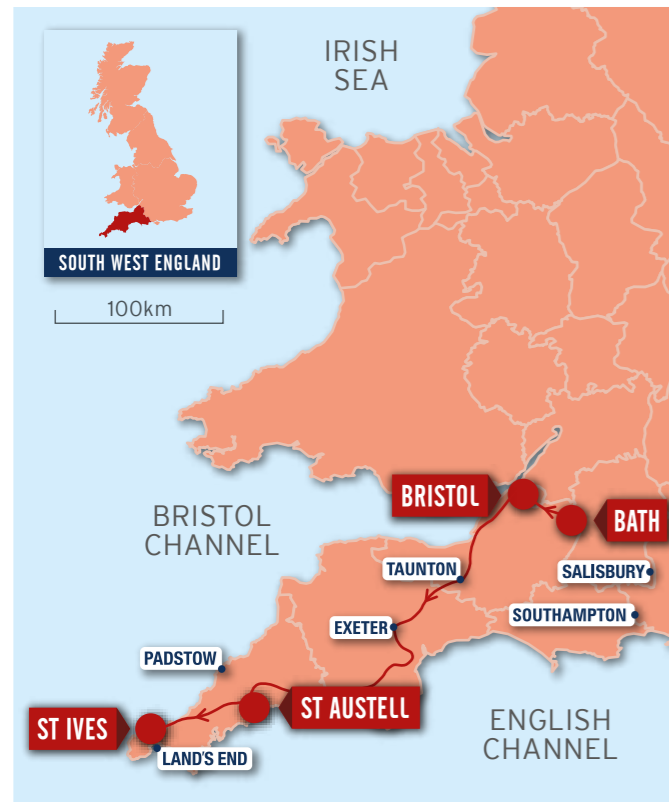 IRISH
SEA
SOUTH WEST ENGLAND
100km
BRISTOL
BATH
BRISTOL
CHANNEL
TAUNTON
SALISBURY
SOUTHAMPTON
EXETER
PADSTOW
ST AUSTELL
ST IVES
ENGLISH
CHANNEL
LAND'S END